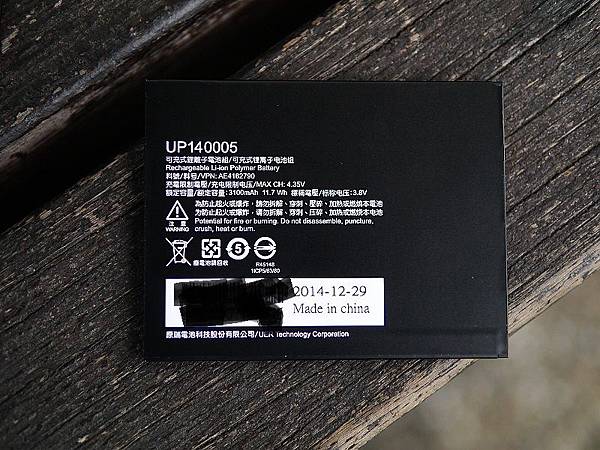 UP140005
可充式鋰離子電池組/可充式锂离子电池组
Rechargeable Li-ion Polymer Battery
料號/料号/VPN: AE4162790
充電限制電壓/充电限制电压/MAX CH: 4.35V
額定容量/额定容量: 3100mAh 11.7 Wh 標稱電壓/标称电压: 3.8V
為防止起火或爆炸，請勿拆解、穿刺、壓碎、加熱或燃燒本電池
为防止起火或爆炸，请勿拆解、穿刺、压碎、加热或燃烧本电池
Potential for fire or burning. Do not disassemble, puncture,
crush, heat or burn.
注意
WARNING
5
廢電池請回收
R45148
1ICP5/63/80
2014-12-29
Made in china
原瑞電池科技股份有限公司/UER Technology Corporation